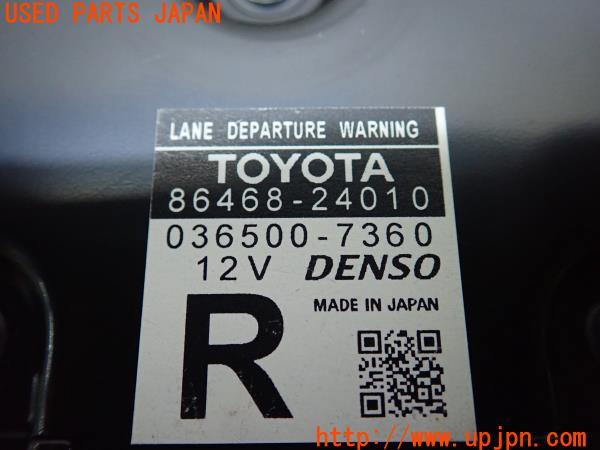 USED PARTS JAPAN
LANE DEPARTURE WARNING
TOYOTA
86468-24010
036500-7360
12V DENSO
R
MADE IN JAPAN
www.upjpn.com